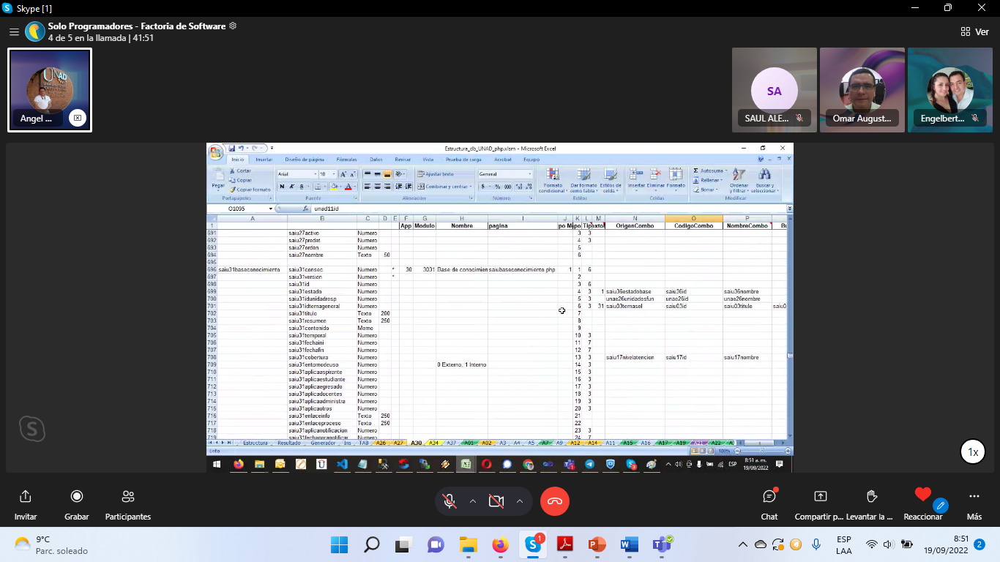 Skype [1]
Solo Programadores - Factoria de Software
4 de 5 en la llamada | 41:51
Ver
UNAD
Angel ...
SA
SAUL ALE...
Omar August...
Engelbert...
Estructura_db_UNAD_php.xlsm - Microsoft Excel
Inicio Insertar Diseño de página Fórmulas Datos Revisar Vista Prueba de carga Acrobat Equipo
Pegar
Cortar
Copiar
Copiar formato
Portapapeles
Arial 10
N K S
Fuente
Ajustar texto
Combinar y centrar
Alineación
General
$ % 000
Número
Formato condicional
Dar formato como tabla
Estilos de celda
Estilos
Insertar Eliminar Formato
Celdas
Autosuma
Rellenar
Borrar
Ordenar y filtrar
Buscar y seleccionar
Modificar
O1095 fx unad11id
A B C D E F G H I J K L M N O P
1 App Modulo Nombre pagina OrigenCombo CodigoCombo NombreCombo
691 saiu27activo Numero 3 3
692 saiu27predet Numero 4 3
693 saiu27orden Numero 5
694 saiu27nombre Texto 50 6
695
696 saiu31baseconocimiento saiu31consec Numero * 30 3031 Base de conocimien saiubaseconocimiento.php 1 1 6
697 saiu31version Numero * 2
698 saiu31id Numero 3 6
699 saiu31estado Numero 4 3 1 saiu36estadobase saiu36id saiu36nombre
700 saiu31idunidadresp Numero 5 3 unae26unidadesfun unae26id unae26nombre
701 saiu31idtemageneral Numero 6 3 31 saiu03temasol saiu03id saiu03titulo saiu0
702 saiu31titulo Texto 200 7
703 saiu31resumen Texto 250 8
704 saiu31contenido Memo 9
705 saiu31temporal Numero 10 3
706 saiu31fechaini Numero 11 7
707 saiu31fechafin Numero 12 7
708 saiu31cobertura Numero 13 3 saiu17nivelatencion saiu17id saiu17nombre
709 saiu31entornodeuso Numero 0 Externo, 1 Interno 14 3
710 saiu31aplicaaspirante Numero 15 3
711 saiu31aplicaestudiante Numero 16 3
712 saiu31aplicaegresado Numero 17 3
713 saiu31aplicadocentes Numero 18 3
714 saiu31aplicaadministra Numero 19 3
715 saiu31aplicaotros Numero 20 3
716 saiu31enlaceinfo Texto 250 21
717 saiu31enlaceproceso Texto 250 22
718 saiu31aplicanotificacion Numero 23 3
719 24 7
Estructura Resultado Generador Ins TAB A26 A27 A30 A34 A37 A01 A02 A3 A4 A5 A7 A9 A12 A14 A11 A15 A16 A17 A19 A21 A22
Listo 100%
ESP
8:51 a. m.
19/09/2022
1x
Invitar
Grabar
Participantes
Chat
Compartir p...
Levantar la ...
Reaccionar
Más
9°C
Parc. soleado
1
ESP
LAA
8:51
19/09/2022
2